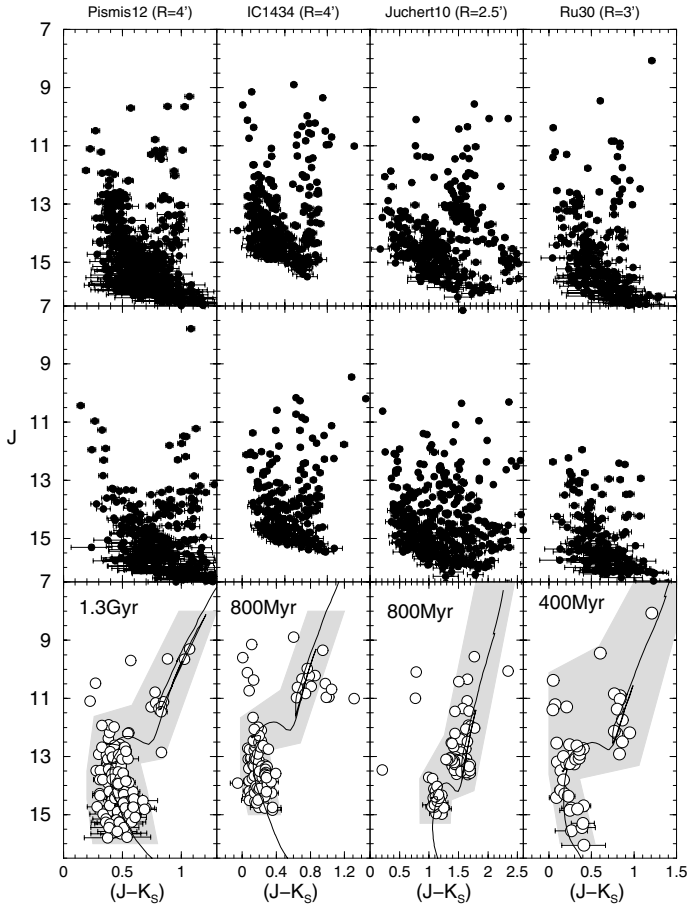 Pismis12 (R=4')
IC1434 (R=4')
Juchert10 (R=2.5')
Ru30 (R=3')
7
9
11
13
15
7
9
J
11
13
15
7
1.3Gyr
800Myr
800Myr
400Myr
9
11
13
15
0 0.5 1
0 0.4 0.8 1.2
0 0.5 1 1.5 2 2.5
0 0.5 1 1.5
(J−KS)
(J−KS)
(J−KS)
(J−KS)